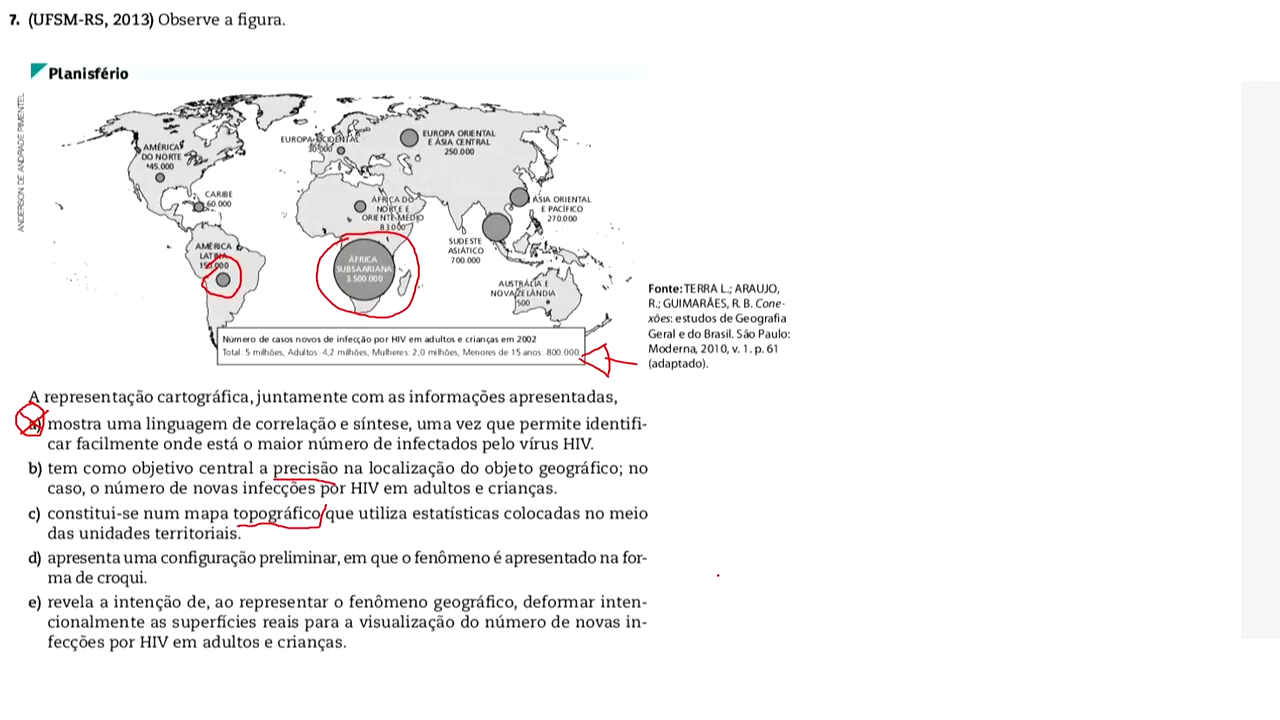 7. (UFSM-RS, 2013) Observe a figura.
Planisfério
ANDERSON DE ANDRADE PIMENTEL
EUROPA OCIDENTAL
EUROPA ORIENTAL
E ÁSIA CENTRAL
250.000
AMÉRICA
DO NORTE
45.000
CARIBE
60.000
ÁFRICA DO
NORTE E
ORIENTE MÉDIO
83000
ÁSIA ORIENTAL
E PACÍFICO
270.000
SUDESTE
ASIÁTICO
700.000
AMÉRICA
LATINA
150.000
ÁFRICA
SUBSAARIANA
3.500.000
AUSTRÁLIA E
NOVA ZELÂNDIA
500
Número de casos novos de infecção por HIV em adultos e crianças em 2002
Total: 5 milhões, Adultos: 4,2 milhões, Mulheres: 2,0 milhões, Menores de 15 anos: 800.000
Fonte: TERRA L.; ARAUJO,
R.; GUIMARÃES, R. B. Cone-
xões: estudos de Geografia
Geral e do Brasil. São Paulo:
Moderna, 2010, v. 1. p. 61
(adaptado).
A representação cartográfica, juntamente com as informações apresentadas,
a) mostra uma linguagem de correlação e síntese, uma vez que permite identifi-
car facilmente onde está o maior número de infectados pelo vírus HIV.
b) tem como objetivo central a precisão na localização do objeto geográfico; no
caso, o número de novas infecções por HIV em adultos e crianças.
c) constitui-se num mapa topográfico que utiliza estatísticas colocadas no meio
das unidades territoriais.
d) apresenta uma configuração preliminar, em que o fenômeno é apresentado na for-
ma de croqui.
e) revela a intenção de, ao representar o fenômeno geográfico, deformar inten-
cionalmente as superfícies reais para a visualização do número de novas in-
fecções por HIV em adultos e crianças.